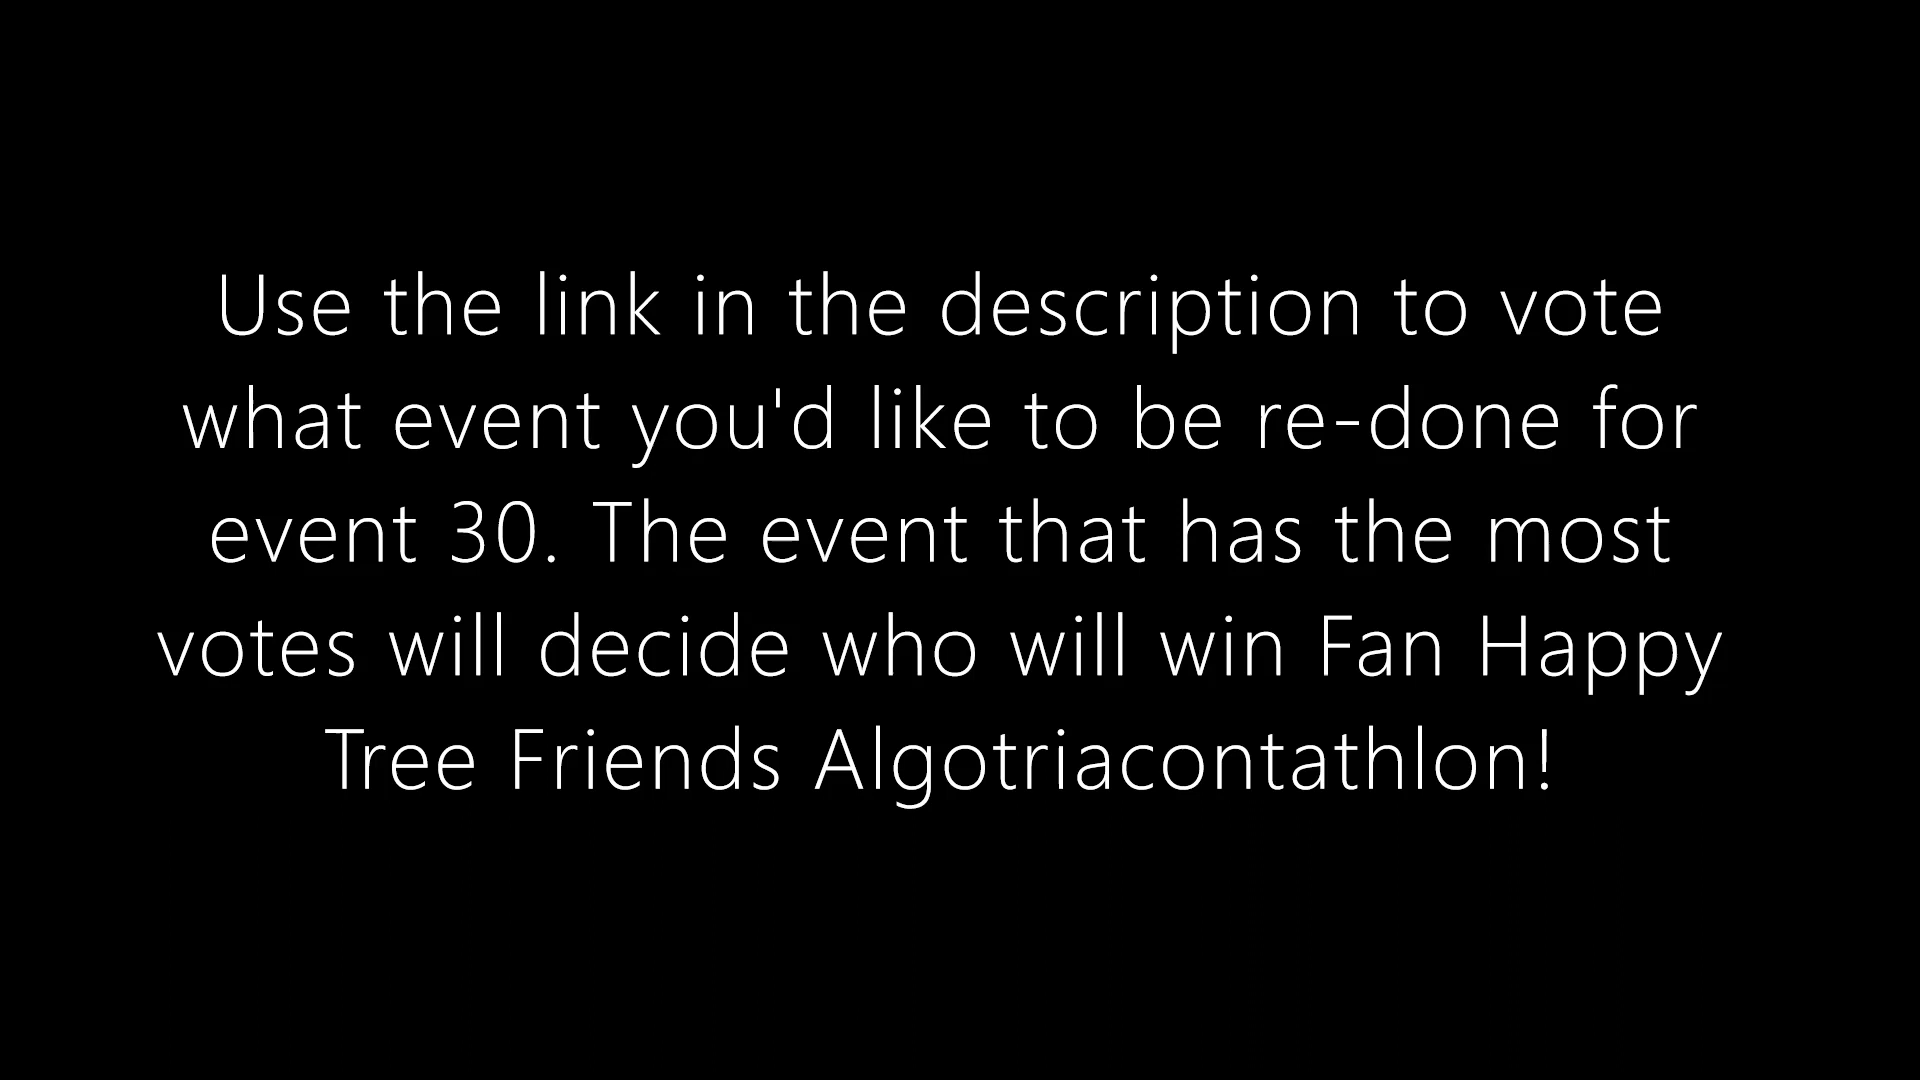 Use the link in the description to vote
what event you'd like to be re-done for
event 30. The event that has the most
votes will decide who will win Fan Happy
Tree Friends Algotriacontathlon!